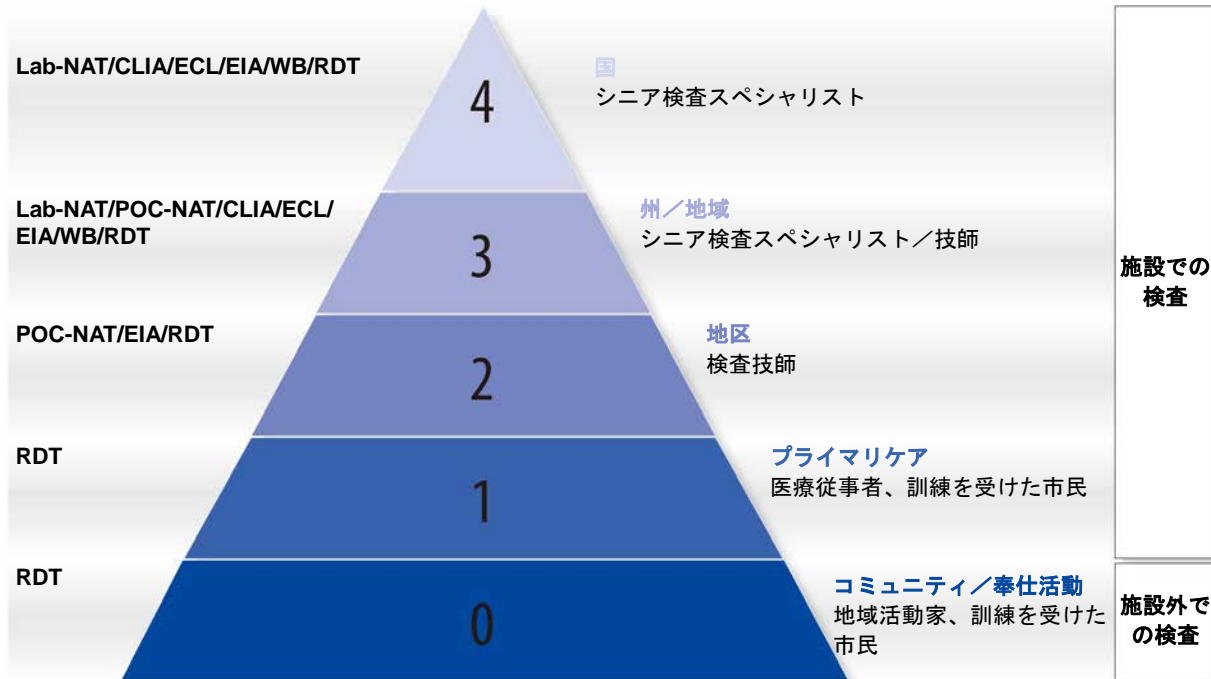 Lab-NAT/CLIA/ECL/EIA/WB/RDT
4
国
シニア検査スペシャリスト
Lab-NAT/POC-NAT/CLIA/ECL/
EIA/WB/RDT
3
州／地域
シニア検査スペシャリスト／技師
施設での
検査
POC-NAT/EIA/RDT
2
地区
検査技師
RDT
1
プライマリケア
医療従事者、訓練を受けた市民
RDT
0
コミュニティ／奉仕活動
地域活動家、訓練を受けた
市民
施設外で
の検査